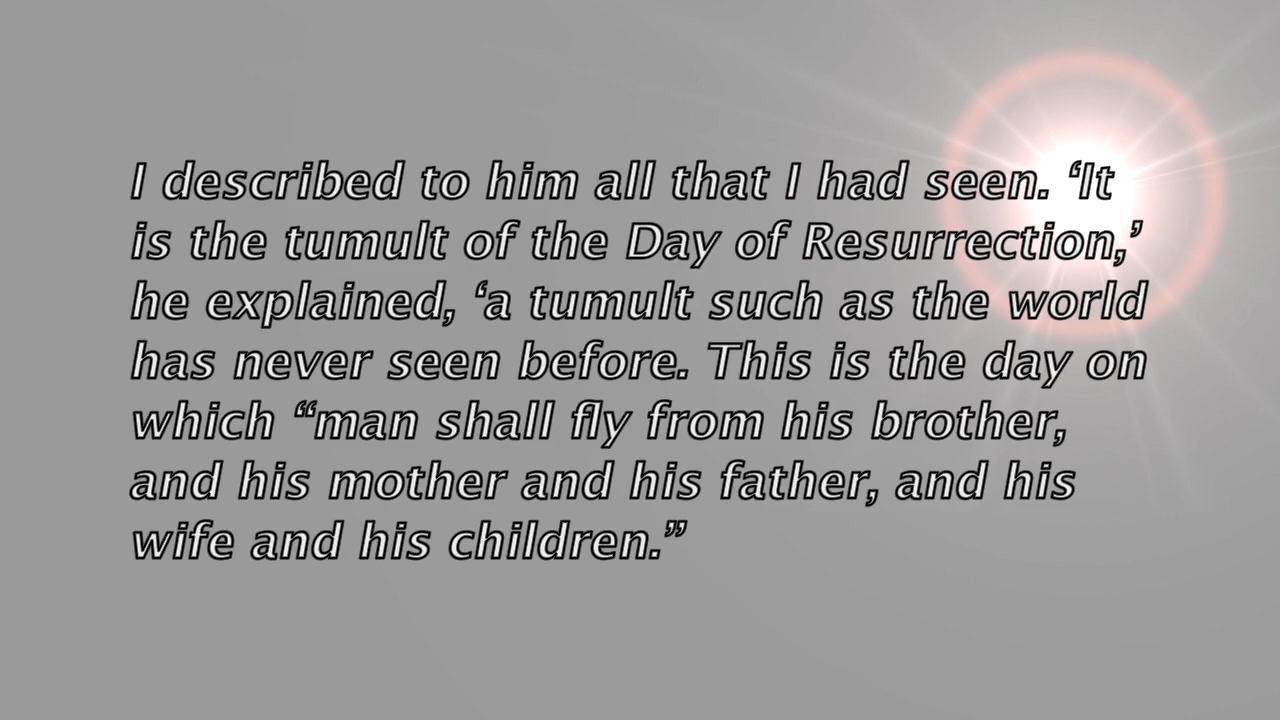 I described to him all that I had seen. ‘It
is the tumult of the Day of Resurrection,’
he explained, ‘a tumult such as the world
has never seen before. This is the day on
which “man shall fly from his brother,
and his mother and his father, and his
wife and his children.”